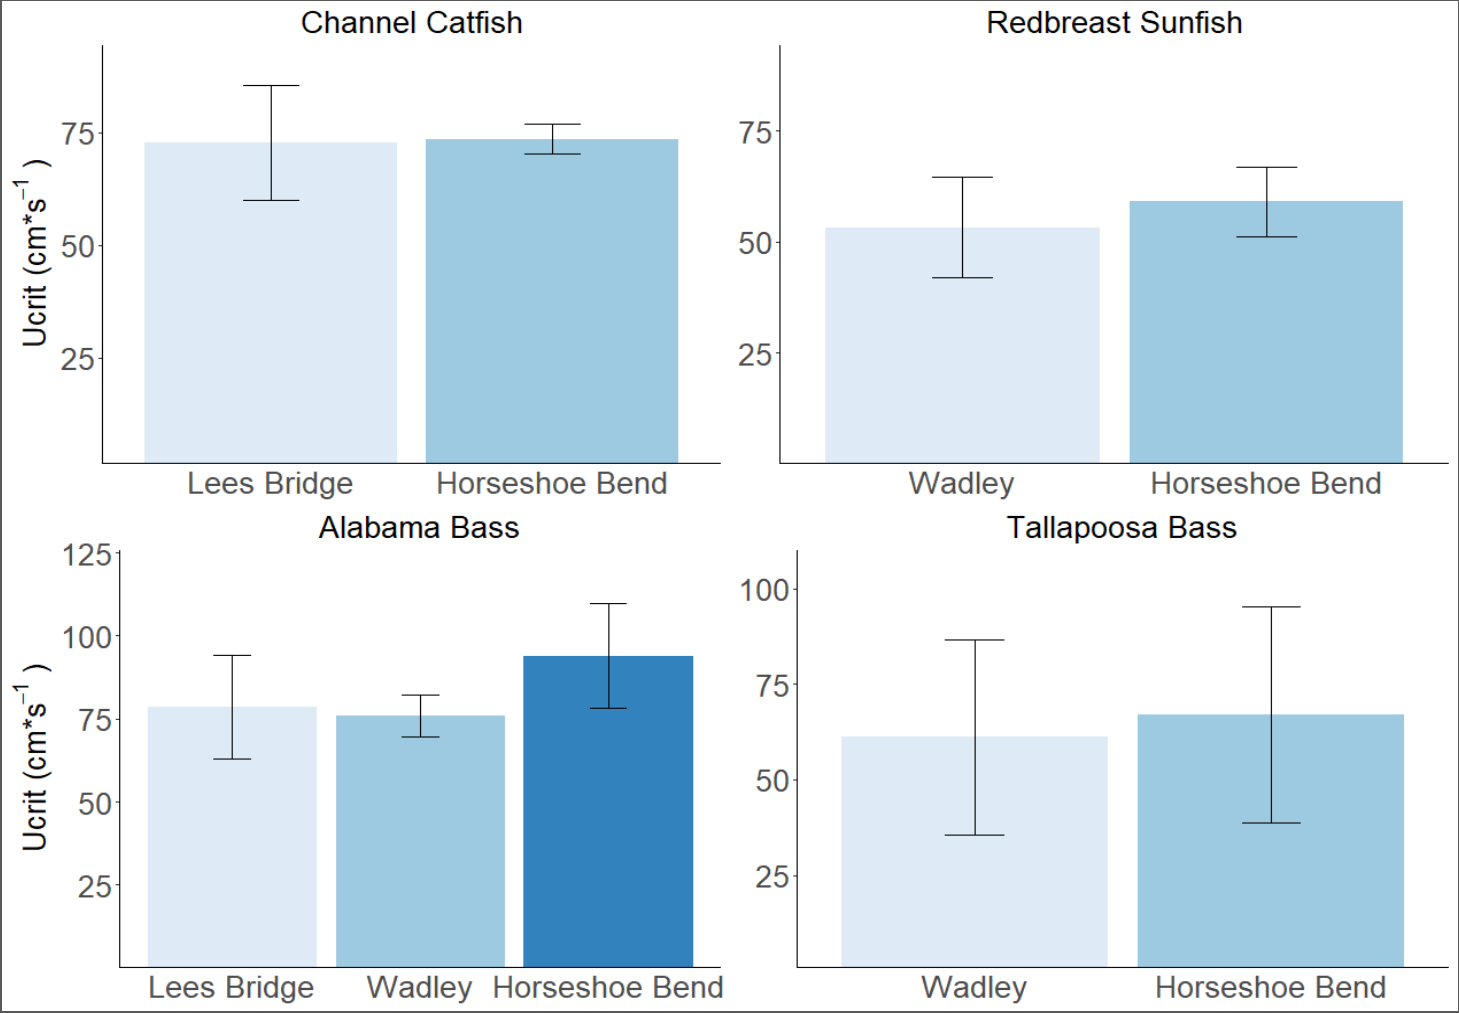 Channel Catfish
Ucrit (cm*s⁻¹ )
75
50
25
Lees Bridge Horseshoe Bend
Redbreast Sunfish
75
50
25
Wadley Horseshoe Bend
Alabama Bass
Ucrit (cm*s⁻¹ )
125
100
75
50
25
Lees Bridge Wadley Horseshoe Bend
Tallapoosa Bass
100
75
50
25
Wadley Horseshoe Bend